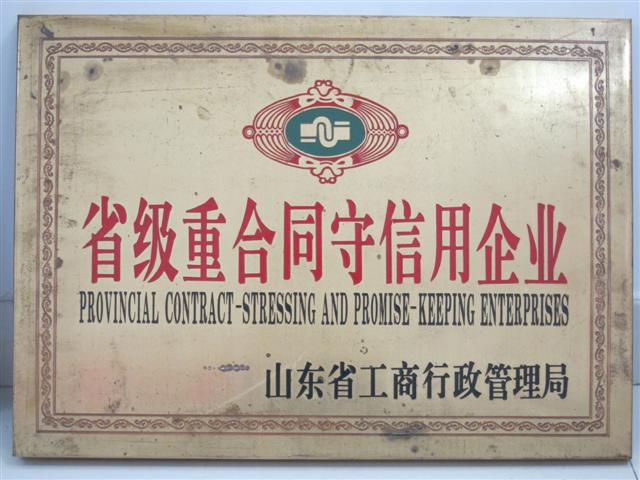 省级重合同守信用企业
PROVINCIAL CONTRACT-STRESSING AND PROMISE-KEEPING ENTERPRISES
山东省工商行政管理局